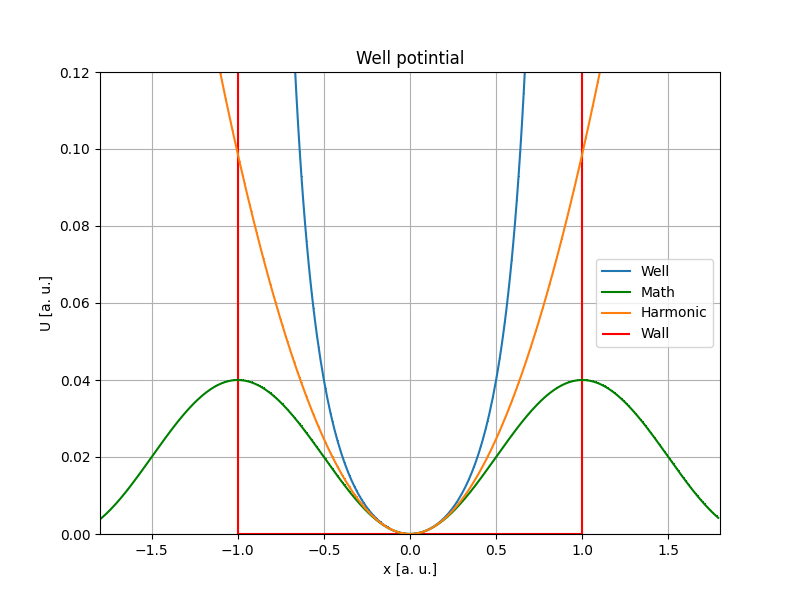 Well potintial
0.12
0.10
0.08
0.06
0.04
0.02
0.00
U [a. u.]
Well
Math
Harmonic
Wall
−1.5
−1.0
−0.5
0.0
0.5
1.0
1.5
x [a. u.]